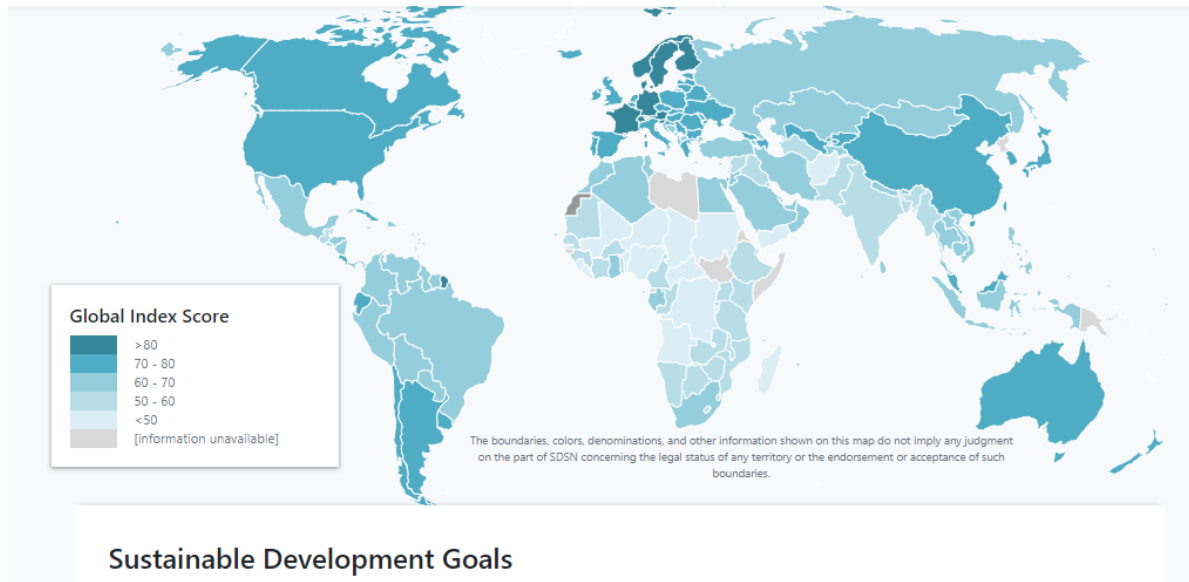 Global Index Score
>80
70 - 80
60 - 70
50 - 60
<50
[information unavailable]
The boundaries, colors, denominations, and other information shown on this map do not imply any judgment
on the part of SDSN concerning the legal status of any territory or the endorsement or acceptance of such
boundaries.
Sustainable Development Goals